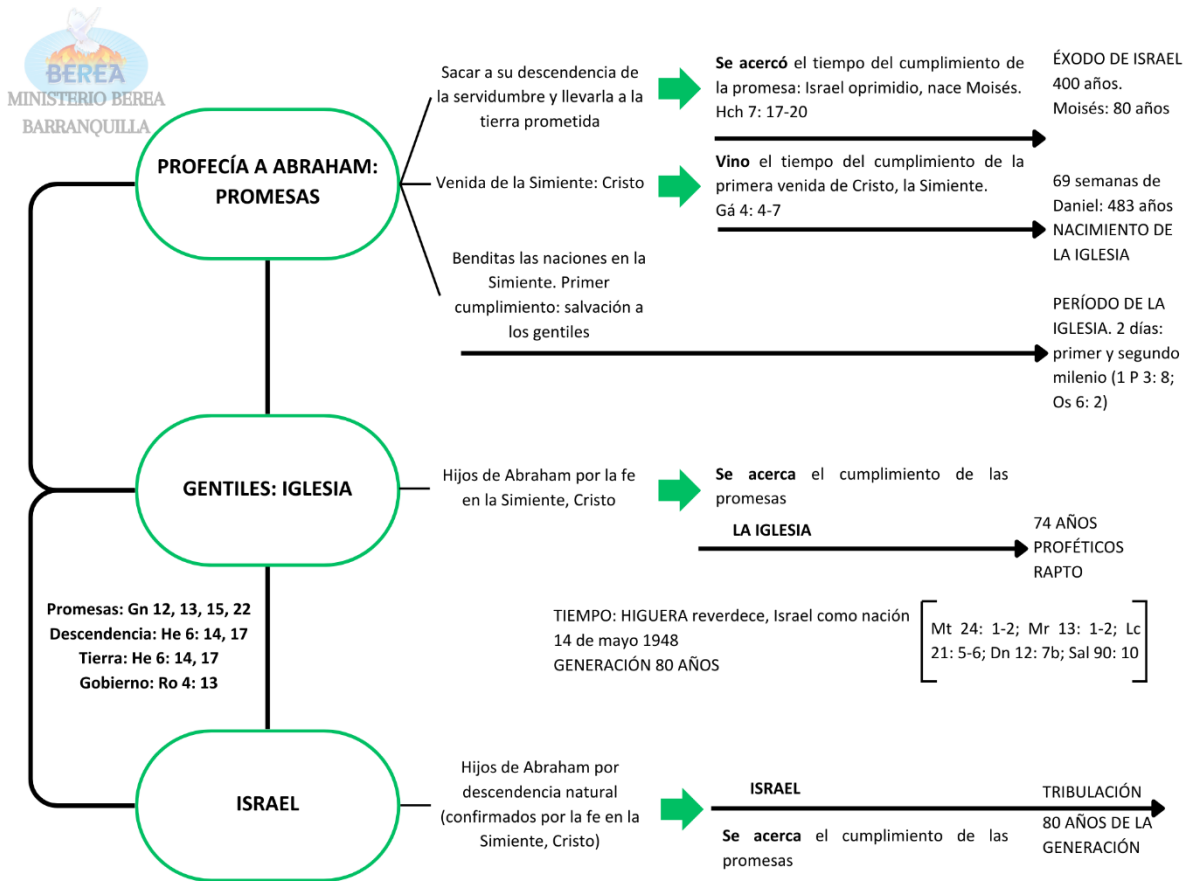 BEREA
MINISTERIO BEREA
BARRANQUILLA
PROFECÍA A ABRAHAM:
PROMESAS
Sacar a su descendencia de
la servidumbre y llevarla a la
tierra prometida
Se acercó el tiempo del cumplimiento de
la promesa: Israel oprimido, nace Moisés.
Hch 7: 17-20
ÉXODO DE ISRAEL
400 años.
Moisés: 80 años
Venida de la Simiente: Cristo
Vino el tiempo del cumplimiento de la
primera venida de Cristo, la Simiente.
Gá 4: 4-7
69 semanas de
Daniel: 483 años
NACIMIENTO DE
LA IGLESIA
Benditas las naciones en la
Simiente. Primer
cumplimiento: salvación a
los gentiles
PERÍODO DE LA
IGLESIA. 2 días:
primer y segundo
milenio (1 P 3: 8;
Os 6: 2)
GENTILES: IGLESIA
Hijos de Abraham por la fe
en la Simiente, Cristo
Se acerca el cumplimiento de las
promesas
LA IGLESIA
74 AÑOS
PROFÉTICOS
RAPTO
Promesas: Gn 12, 13, 15, 22
Descendencia: He 6: 14, 17
Tierra: He 6: 14, 17
Gobierno: Ro 4: 13
TIEMPO: HIGUERA reverdece, Israel como nación
14 de mayo 1948
GENERACIÓN 80 AÑOS
Mt 24: 1-2; Mr 13: 1-2; Lc
21: 5-6; Dn 12: 7b; Sal 90: 10
ISRAEL
Hijos de Abraham por
descendencia natural
(confirmados por la fe en la
Simiente, Cristo)
ISRAEL
Se acerca el cumplimiento de las
promesas
TRIBULACIÓN
80 AÑOS DE LA
GENERACIÓN